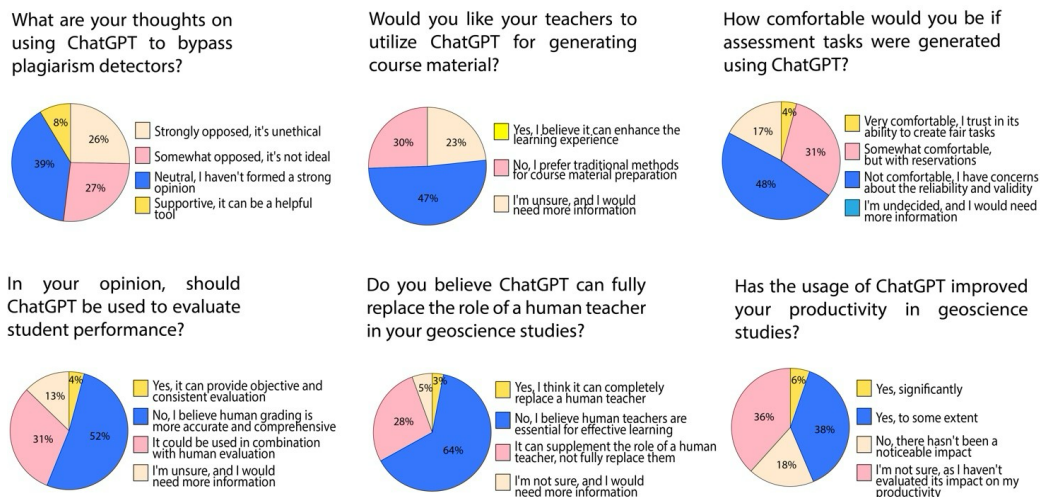 What are your thoughts on
using ChatGPT to bypass
plagiarism detectors?
8%
26%
39%
27%
Strongly opposed, it's unethical
Somewhat opposed, it's not ideal
Neutral, I haven't formed a strong
opinion
Supportive, it can be a helpful
tool
Would you like your teachers to
utilize ChatGPT for generating
course material?
30%
23%
47%
Yes, I believe it can enhance the
learning experience
No, I prefer traditional methods
for course material preparation
I'm unsure, and I would
need more information
How comfortable would you be if
assessment tasks were generated
using ChatGPT?
4%
17%
31%
48%
Very comfortable, I trust in its
ability to create fair tasks
Somewhat comfortable,
but with reservations
Not comfortable, I have concerns
about the reliability and validity
I'm undecided, and I would need
more information
In your opinion, should
ChatGPT be used to evaluate
student performance?
4%
13%
52%
31%
Yes, it can provide objective and
consistent evaluation
No, I believe human grading is
more accurate and comprehensive
It could be used in combination
with human evaluation
I'm unsure, and I would
need more information
Do you believe ChatGPT can fully
replace the role of a human teacher
in your geoscience studies?
3%
5%
28%
64%
Yes, I think it can completely
replace a human teacher
No, I believe human teachers are
essential for effective learning
It can supplement the role of a human
teacher, not fully replace them
I'm not sure, and I would
need more information
Has the usage of ChatGPT improved
your productivity in geoscience
studies?
6%
36%
38%
18%
Yes, significantly
Yes, to some extent
No, there hasn't been a
noticeable impact
I'm not sure, as I haven't
evaluated its impact on my
productivity